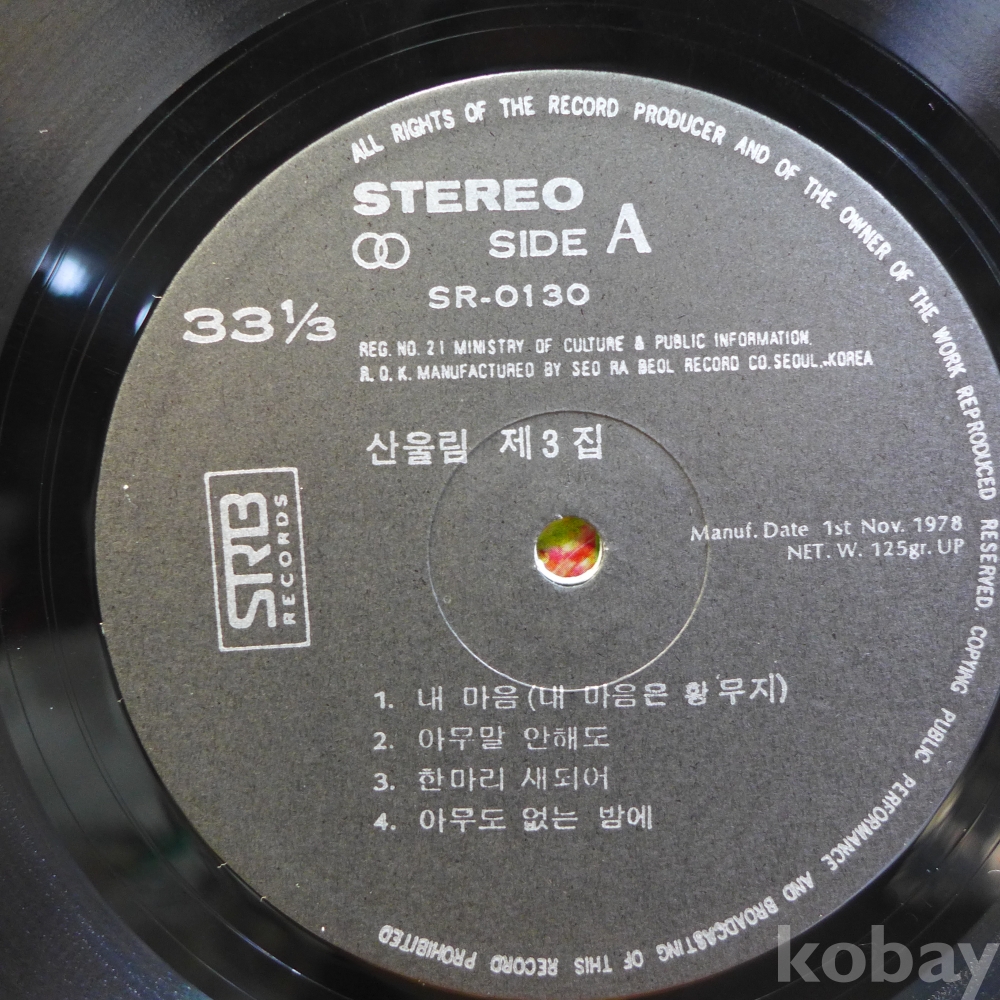 ALL RIGHTS OF THE RECORD PRODUCER AND OF THE OWNER OF THE WORK REPRODUCED RESERVED. COPYING PUBLIC PERFORMANCE AND BROADCASTING OF THIS RECORD PROHIBITED
STEREO
SIDE A
SR-0130
33 1/3
REG. NO. 21 MINISTRY OF CULTURE & PUBLIC INFORMATION.
R. O. K. MANUFACTURED BY SEO RA BEOL RECORD CO. SEOUL.-KOREA
산울림 제3집
SRB
RECORDS
Manuf. Date 1st Nov. 1978
NET. W. 125gr. UP
1. 내 마음 (내 마음은 황무지)
2. 아무말 안해도
3. 한마리 새되어
4. 아무도 없는 밤에
kobay